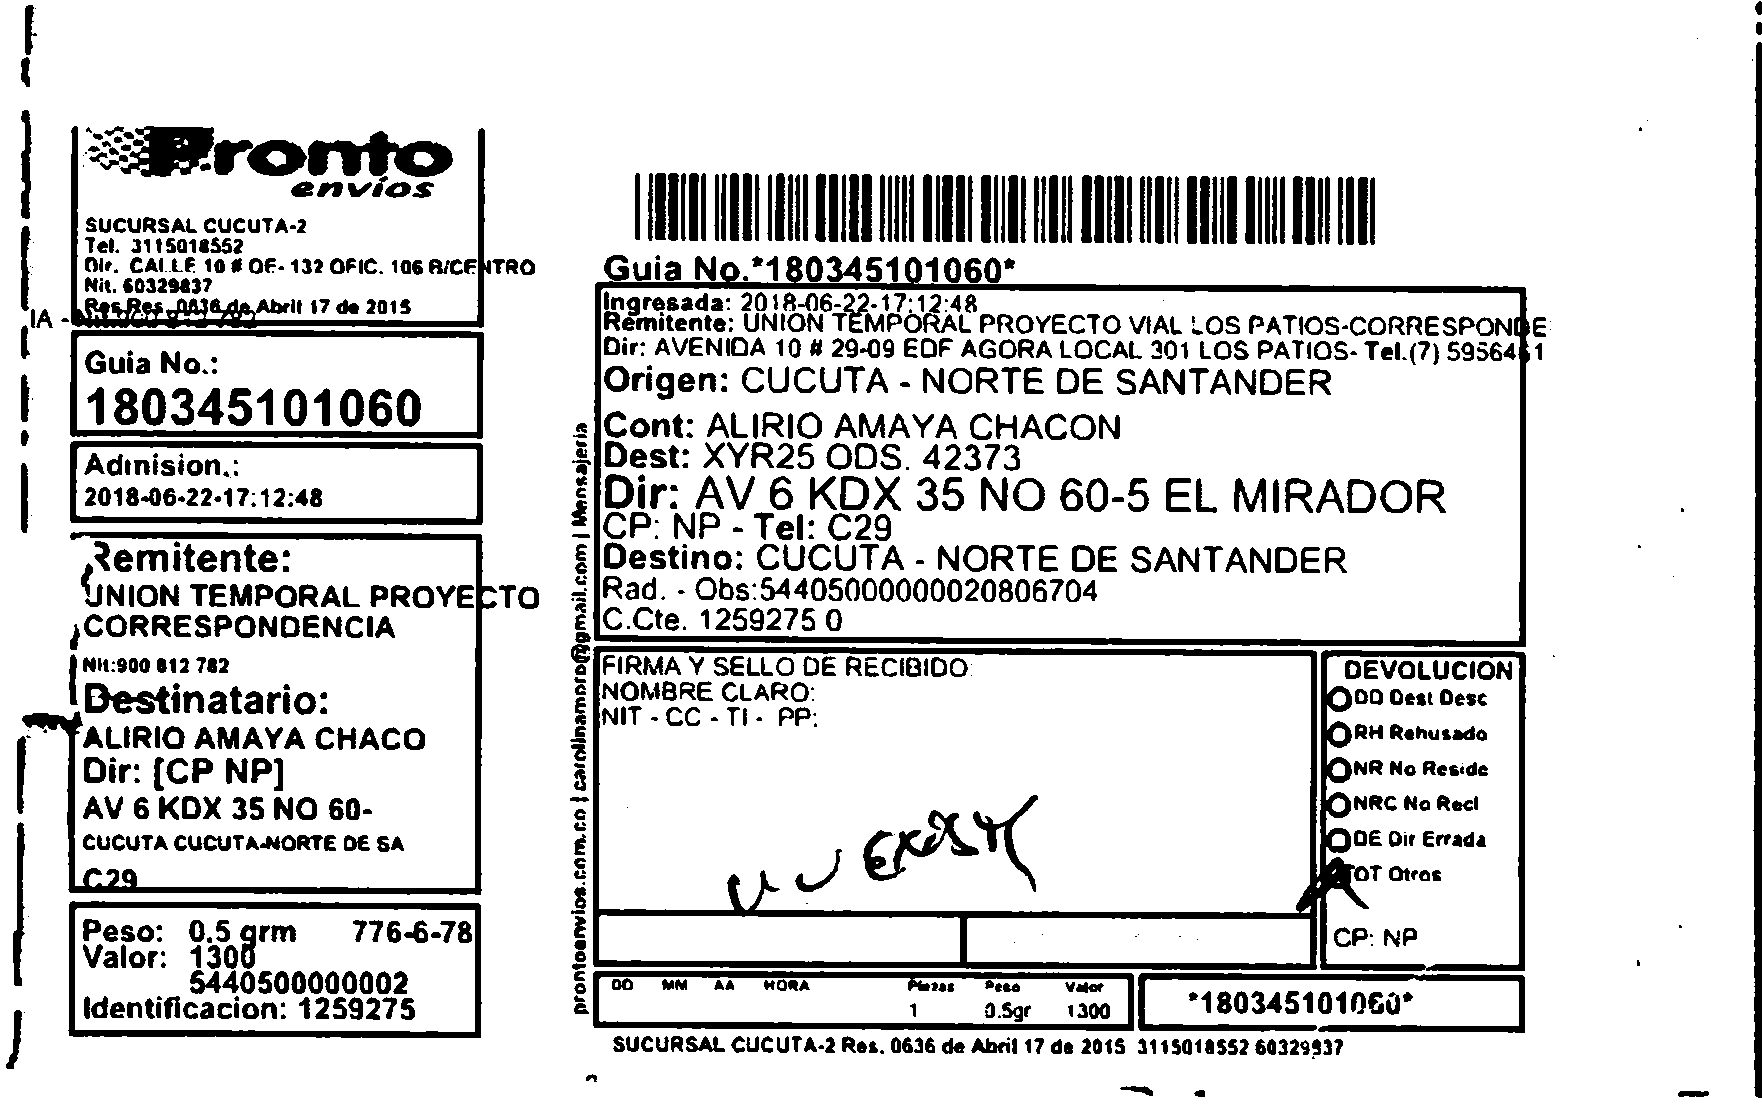 Pronto
envíos
SUCURSAL CUCUTA-2
Tel. 3115018552
Dir. CALLE 10 # OE- 132 OFIC. 106 B/CENTRO
Nit. 60329837
Res.Res. 0636 de Abril 17 de 2015
Guia No.:
180345101060
Admision.:
2018-06-22-17:12:48
Remitente:
UNION TEMPORAL PROYECTO
CORRESPONDENCIA
Nit:900 812 782
Destinatario:
ALIRIO AMAYA CHACO
Dir: [CP NP]
AV 6 KDX 35 NO 60-
CUCUTA CUCUTA-NORTE DE SA
C29
Peso: 0.5 grm 776-6-78
Valor: 1300
5440500000002
Identificacion: 1259275
prontoenvios.com.co | carolinamora@gmail.com | Mensajeria
Guia No.*180345101060*
Ingresada: 2018-06-22-17:12:48
Remitente: UNION TEMPORAL PROYECTO VIAL LOS PATIOS-CORRESPONDE
Dir: AVENIDA 10 # 29-09 EDF AGORA LOCAL 301 LOS PATIOS- Tel.(7) 5956461
Origen: CUCUTA - NORTE DE SANTANDER
Cont: ALIRIO AMAYA CHACON
Dest: XYR25 ODS. 42373
Dir: AV 6 KDX 35 NO 60-5 EL MIRADOR
CP: NP - Tel: C29
Destino: CUCUTA - NORTE DE SANTANDER
Rad. - Obs:54405000000020806704
C.Cte. 1259275 0
FIRMA Y SELLO DE RECIBIDO:
NOMBRE CLARO:
NIT - CC - TI - PP:
DEVOLUCION
DD Dest Desc
RH Rehusado
NR No Reside
NRC No Recl
DE Dir Errada
OT Otros
CP: NP
DD MM AA HORA Piezas Peso Valor
1 0.5gr 1300
*180345101060*
SUCURSAL CUCUTA-2 Res. 0636 de Abril 17 de 2015 3115018552 60329837